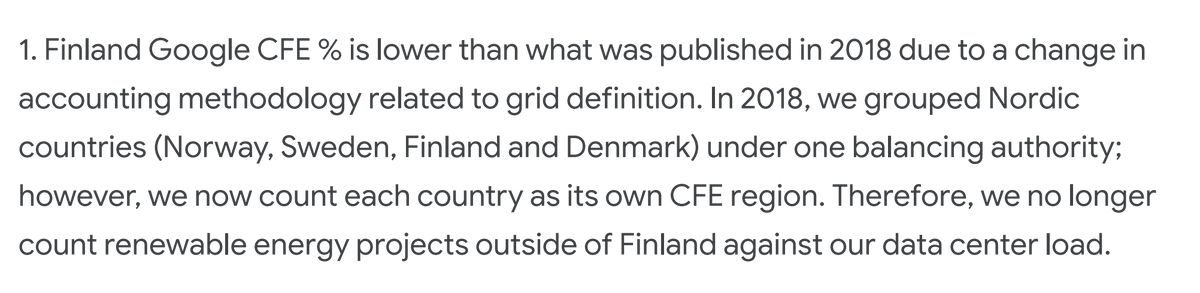 1. Finland Google CFE % is lower than what was published in 2018 due to a change in
accounting methodology related to grid definition. In 2018, we grouped Nordic
countries (Norway, Sweden, Finland and Denmark) under one balancing authority;
however, we now count each country as its own CFE region. Therefore, we no longer
count renewable energy projects outside of Finland against our data center load.